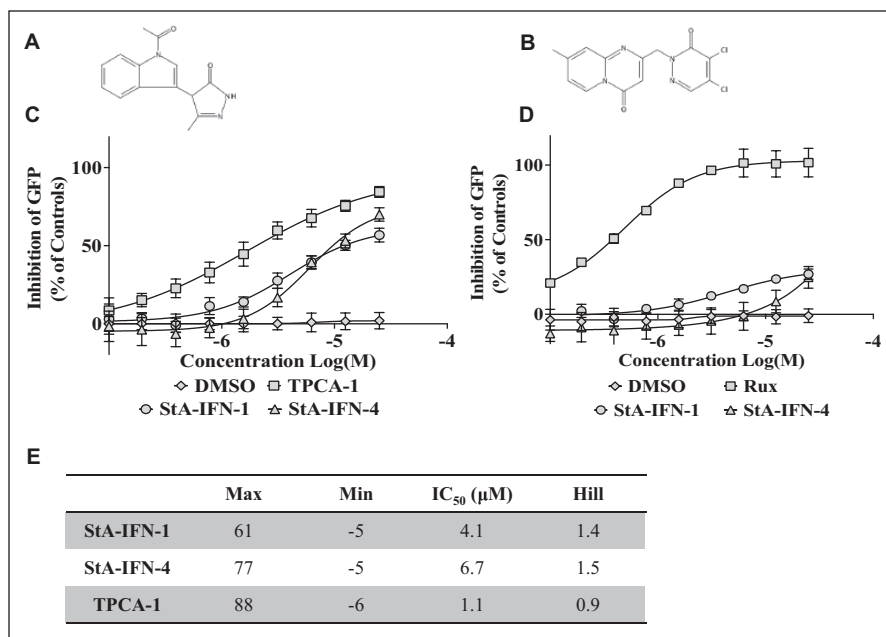 A
B
O
N
O
NH
N
N
N
O
O
N
N
Cl
Cl
C
D
Inhibition of GFP
(% of Controls)
100
50
0
-6
-5
-4
Concentration Log(M)
DMSO TPCA-1
StA-IFN-1 StA-IFN-4
Inhibition of GFP
(% of Controls)
100
50
0
-6
-5
-4
Concentration Log(M)
DMSO Rux
StA-IFN-1 StA-IFN-4
E
Max Min IC50 (µM) Hill
StA-IFN-1 61 -5 4.1 1.4
StA-IFN-4 77 -5 6.7 1.5
TPCA-1 88 -6 1.1 0.9